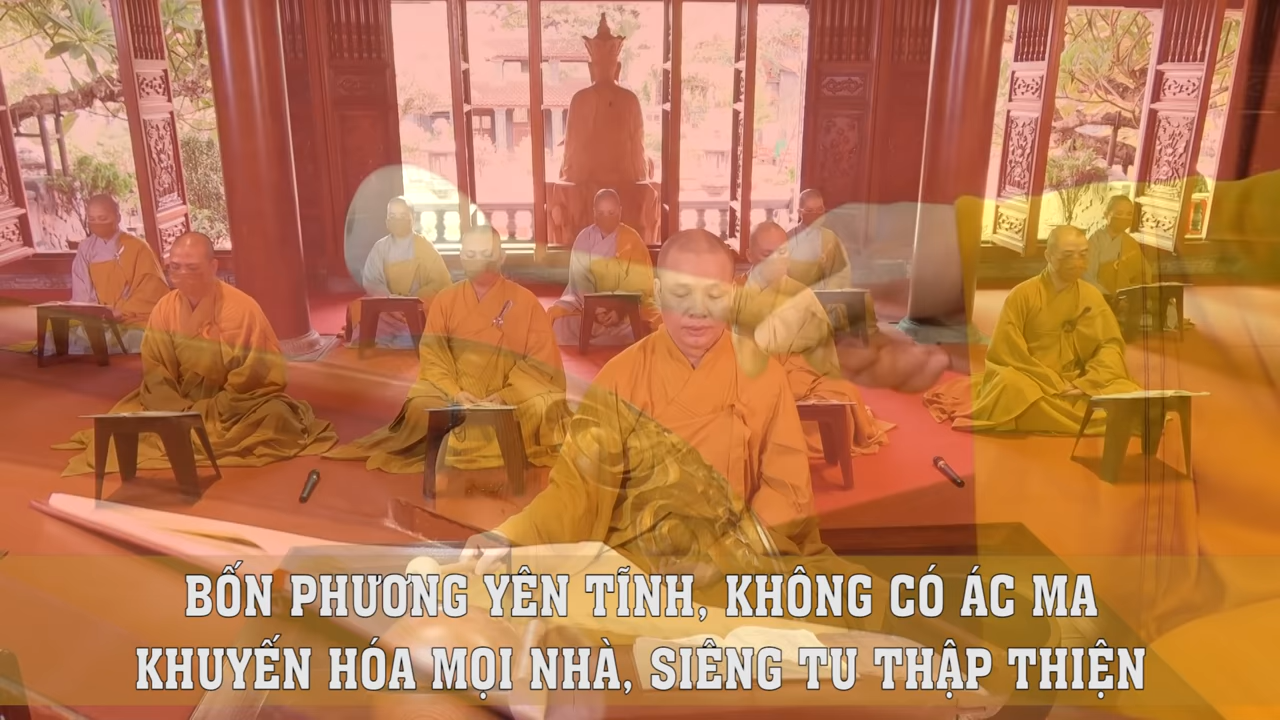 BỐN PHƯƠNG YÊN TĨNH, KHÔNG CÓ ÁC MA
KHUYẾN HÓA MỌI NHÀ, SIÊNG TU THẬP THIỆN